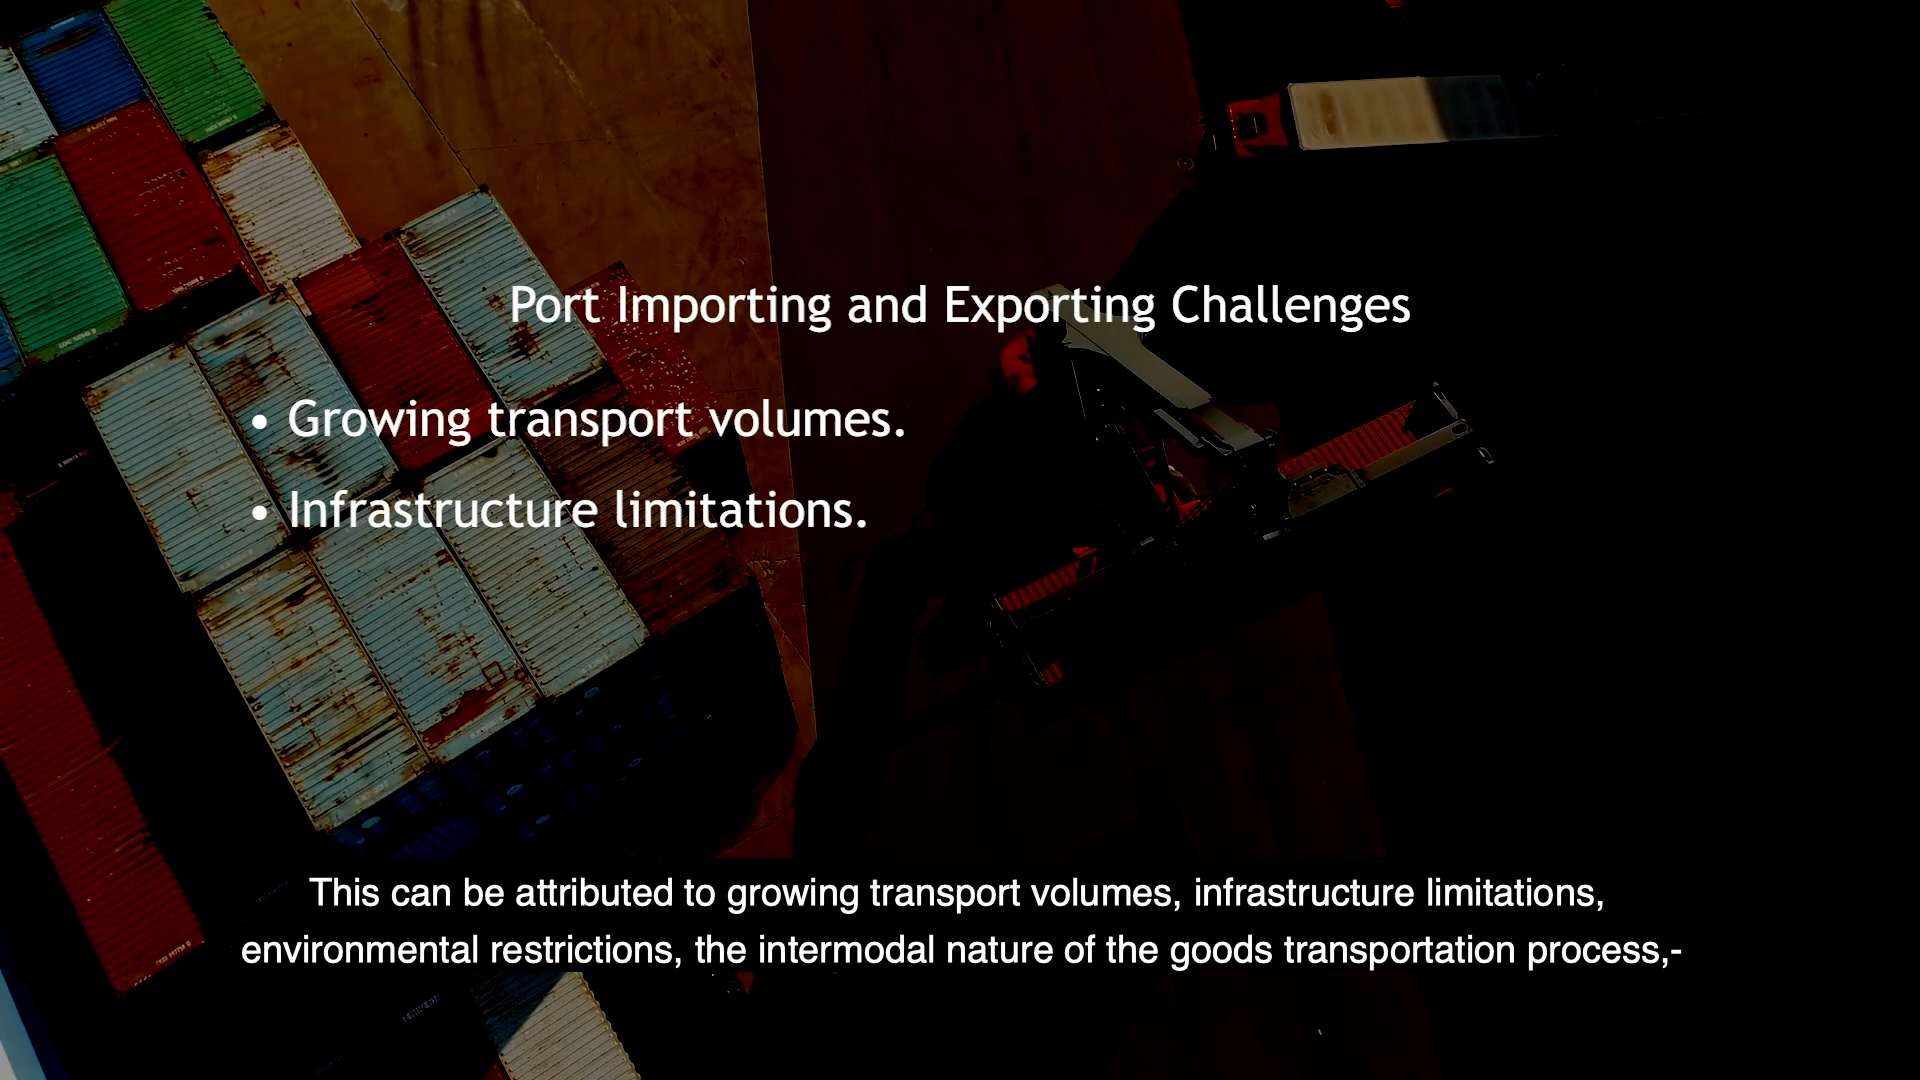 Port Importing and Exporting Challenges
• Growing transport volumes.
• Infrastructure limitations.
This can be attributed to growing transport volumes, infrastructure limitations,
environmental restrictions, the intermodal nature of the goods transportation process,-